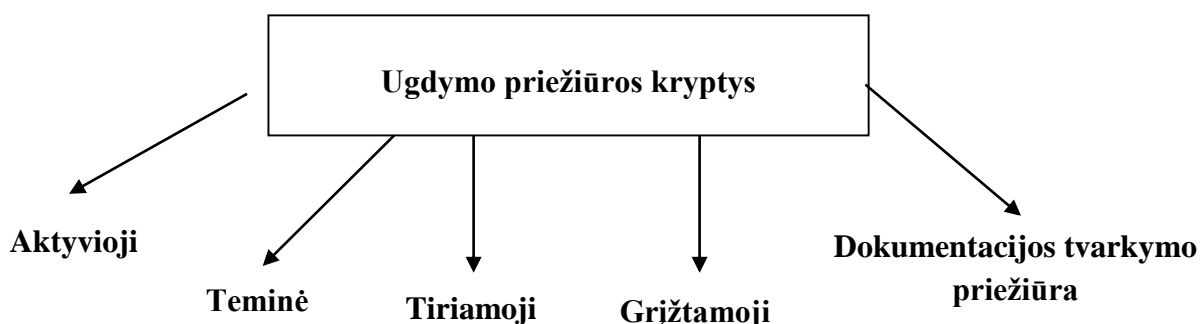 Ugdymo priežiūros kryptys
Aktyvioji
Dokumentacijos tvarkymo
priežiūra
Teminė
Tiriamoji
Grįžtamoji